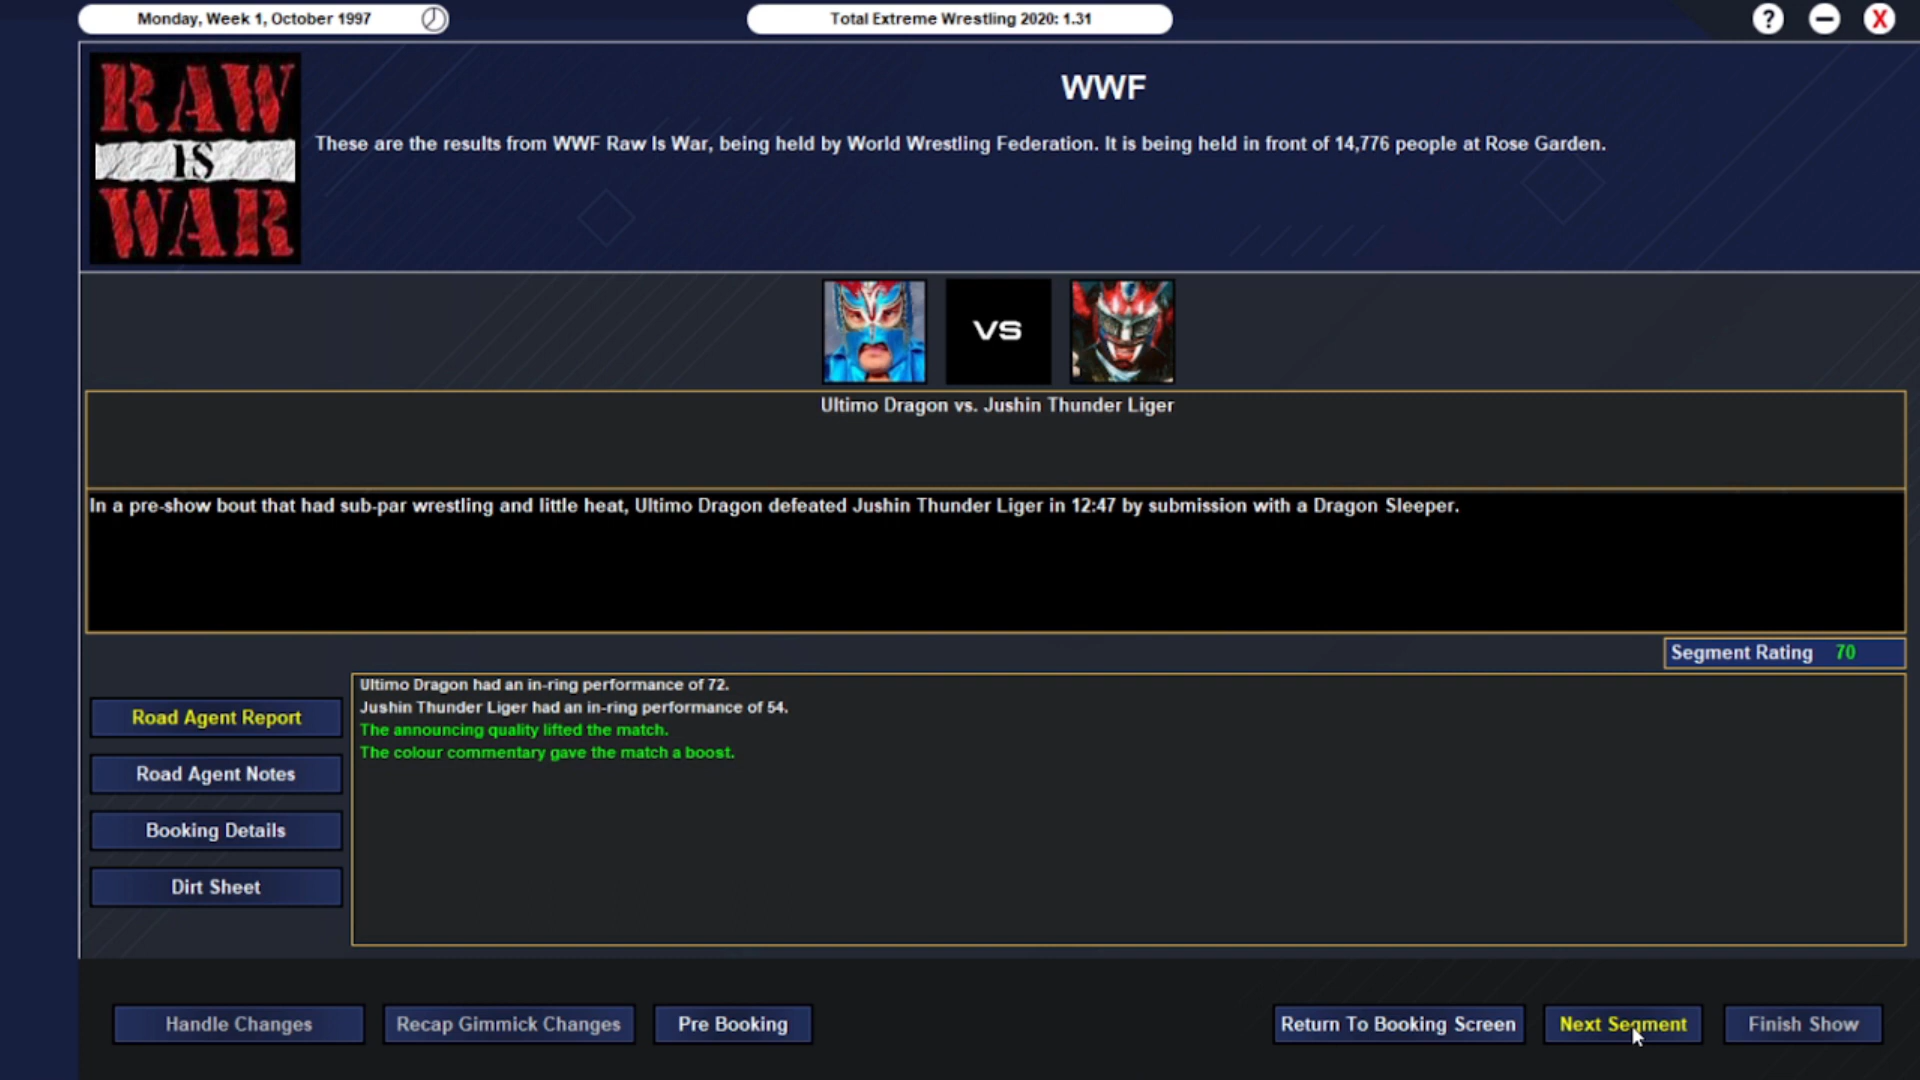 Monday, Week 1, October 1997
Total Extreme Wrestling 2020: 1.31
?
X
RAW
IS
WAR
WWF
These are the results from WWF Raw Is War, being held by World Wrestling Federation. It is being held in front of 14,776 people at Rose Garden.
VS
Ultimo Dragon vs. Jushin Thunder Liger
In a pre-show bout that had sub-par wrestling and little heat, Ultimo Dragon defeated Jushin Thunder Liger in 12:47 by submission with a Dragon Sleeper.
Segment Rating 70
Road Agent Report
Road Agent Notes
Booking Details
Dirt Sheet
Ultimo Dragon had an in-ring performance of 72.
Jushin Thunder Liger had an in-ring performance of 54.
The announcing quality lifted the match.
The colour commentary gave the match a boost.
Handle Changes
Recap Gimmick Changes
Pre Booking
Return To Booking Screen
Next Segment
Finish Show